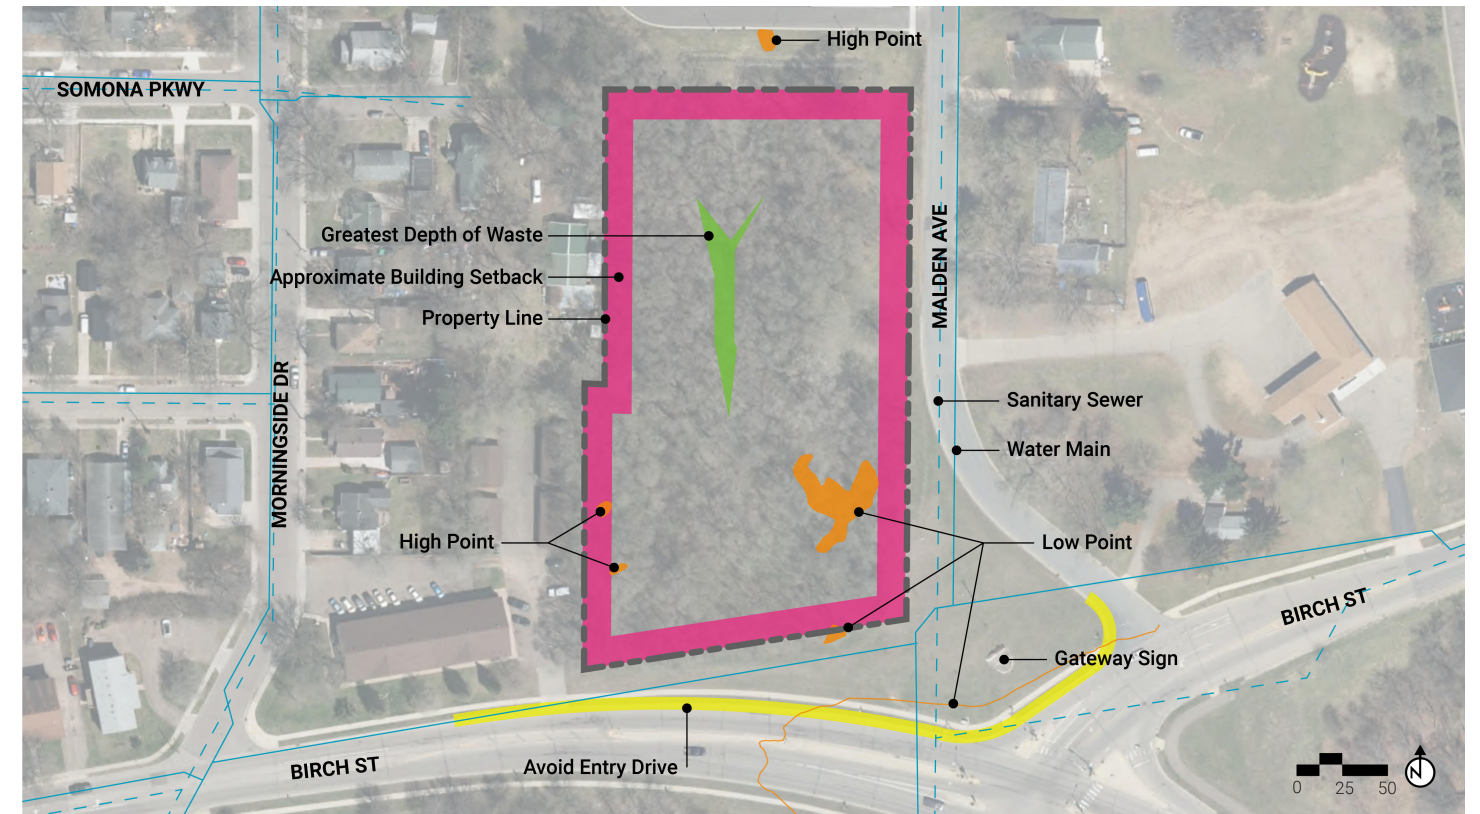 High Point
SOMONA PKWY
Greatest Depth of Waste
Approximate Building Setback
Property Line
MALDEN AVE
MORNINGSIDE DR
Sanitary Sewer
Water Main
High Point
Low Point
BIRCH ST
Gateway Sign
BIRCH ST
Avoid Entry Drive
N
0 25 50